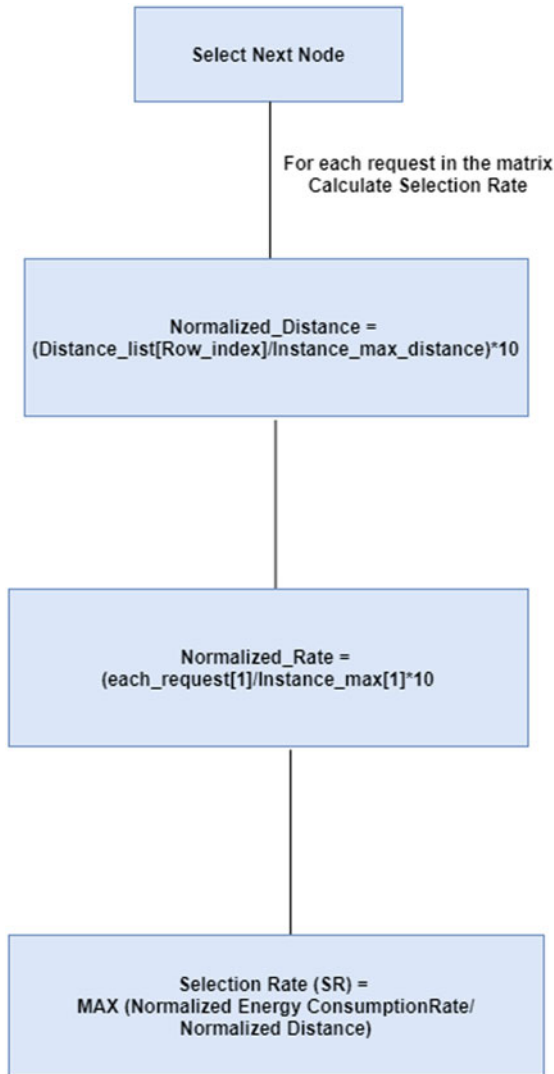 Select Next Node
For each request in the matrix
Calculate Selection Rate
Normalized_Distance =
(Distance_list[Row_index]/Instance_max_distance)*10
Normalized_Rate =
(each_request[1]/Instance_max[1]*10
Selection Rate (SR) =
MAX (Normalized Energy ConsumptionRate/
Normalized Distance)